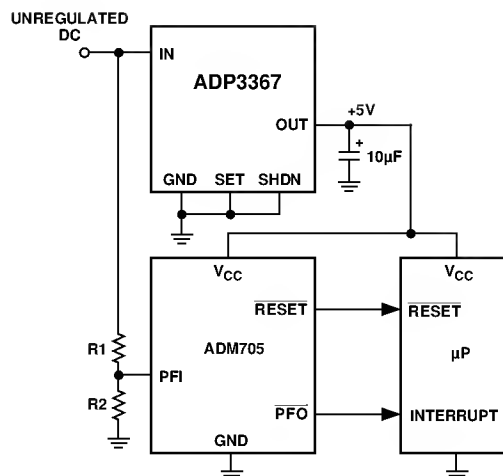 UNREGULATED
DC
IN
ADP3367
OUT
+5V
+
10µF
GND SET SHDN
VCC
VCC
RESET
RESET
R1
ADM705
µP
PFI
R2
PFO
INTERRUPT
GND